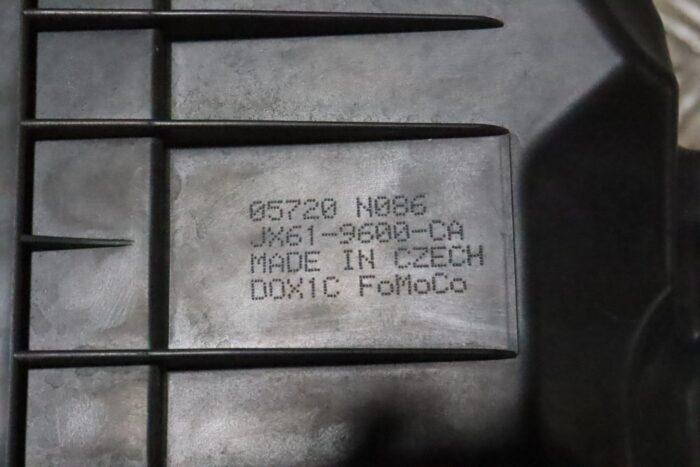 05720 N086
JX61-9600-CA
MADE IN CZECH
DDX1C FoMoCo